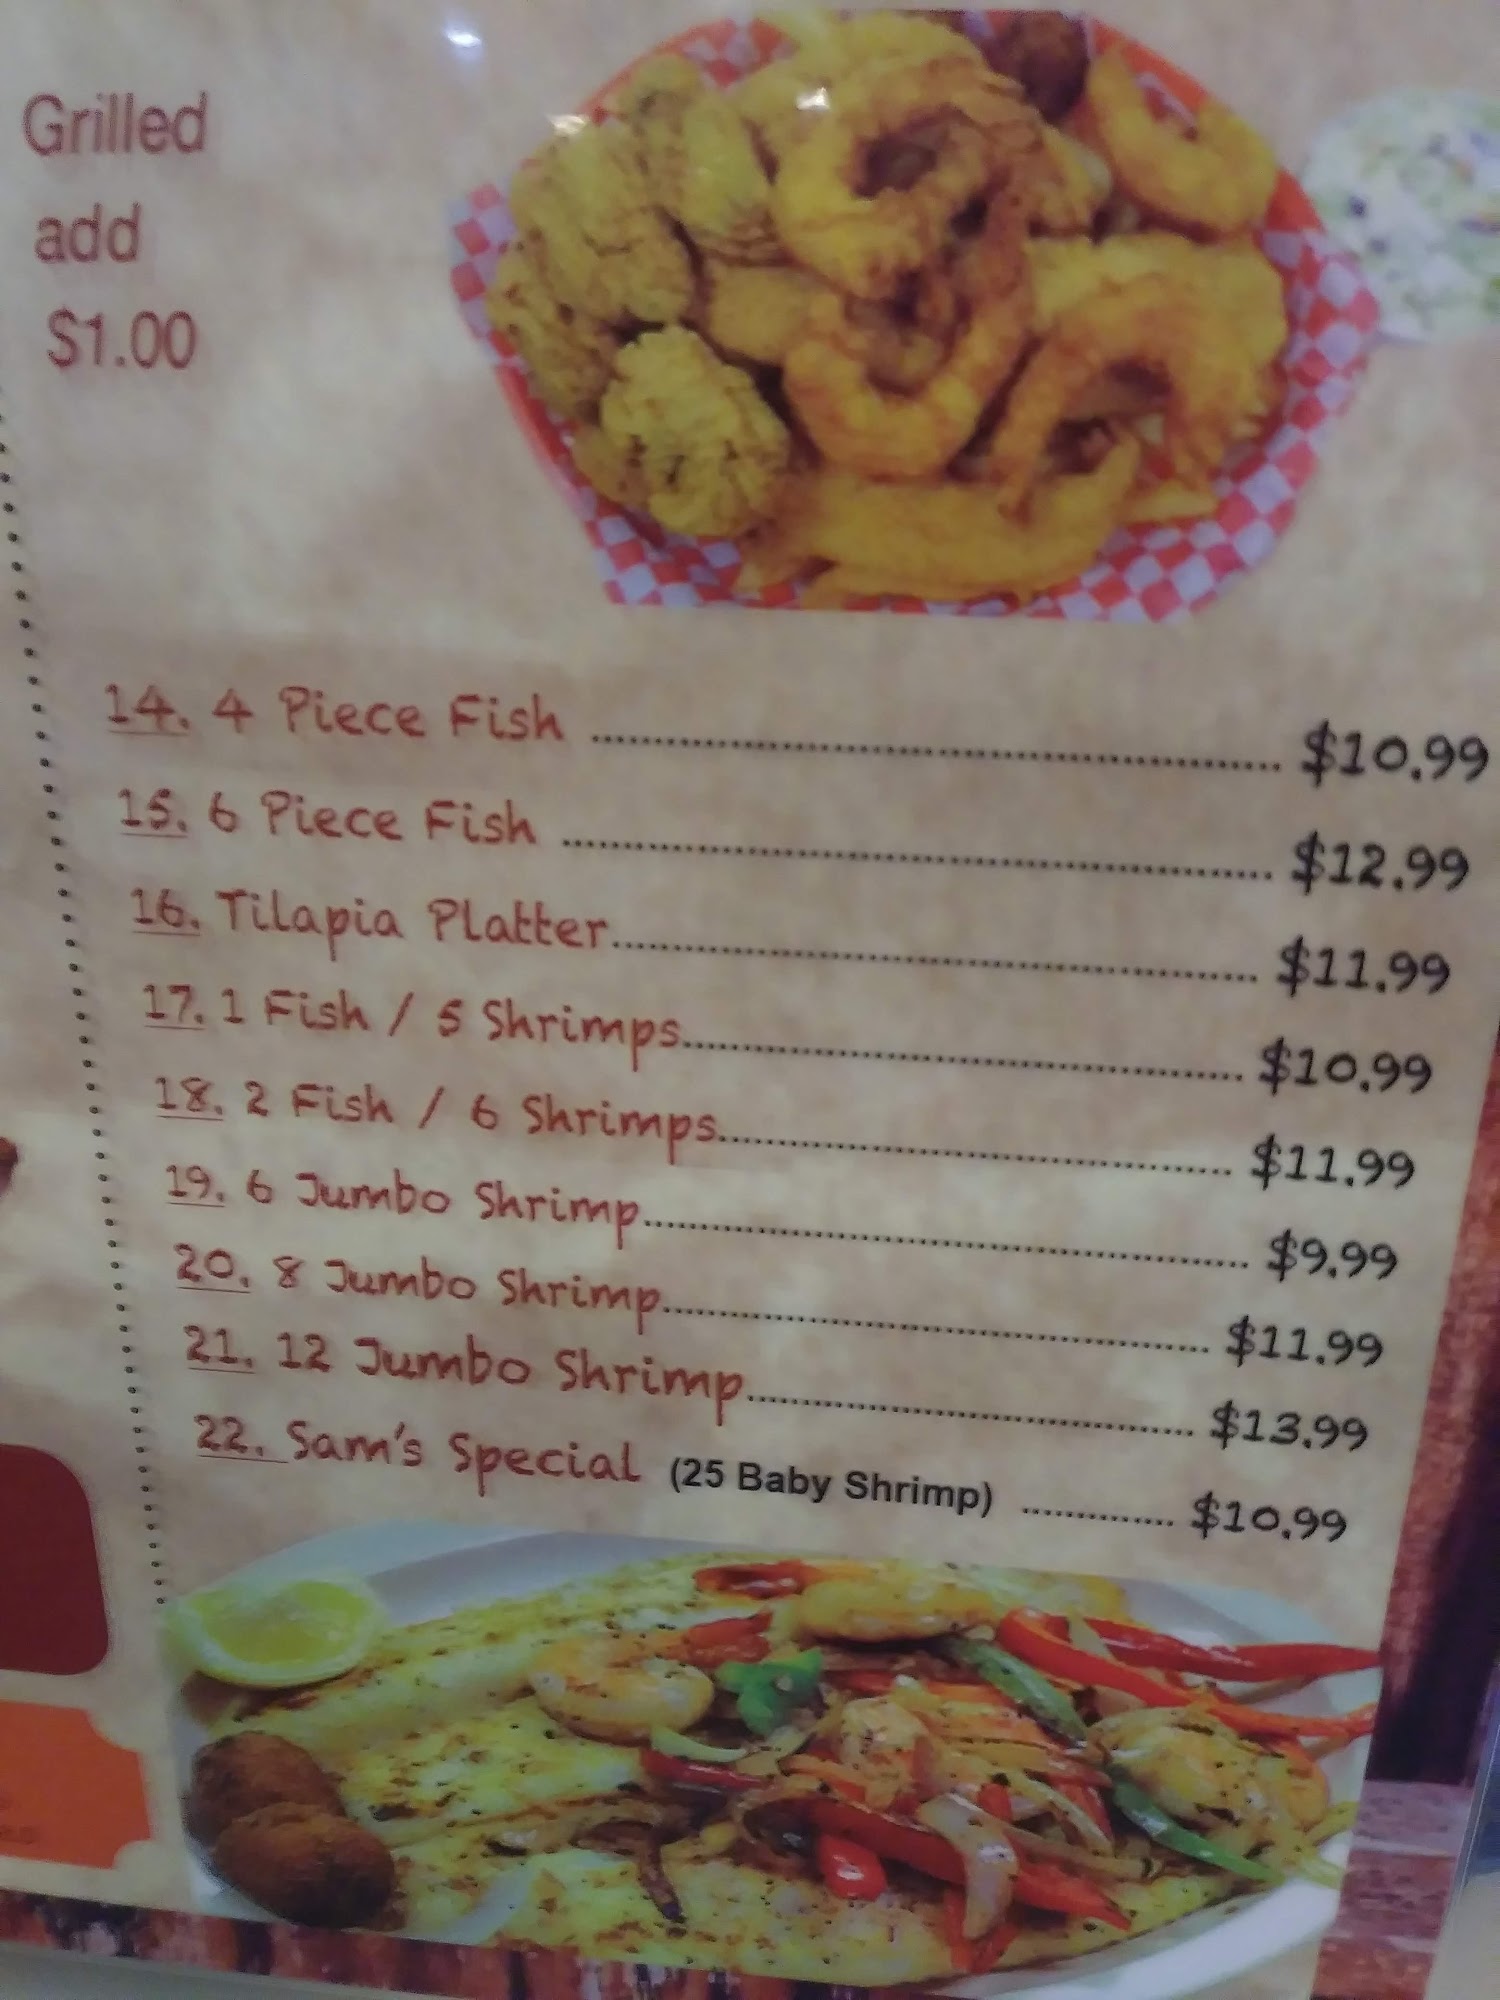 Grilled
add
$1.00
14. 4 Piece Fish ........................ $10.99
15. 6 Piece Fish ........................ $12.99
16. Tilapia Platter........................ $11.99
17. 1 Fish / 5 Shrimps........................ $10.99
18. 2 Fish / 6 Shrimps........................ $11.99
19. 6 Jumbo Shrimp........................ $9.99
20. 8 Jumbo Shrimp........................ $11.99
21. 12 Jumbo Shrimp........................ $13.99
22. Sam's Special (25 Baby Shrimp) .............. $10.99